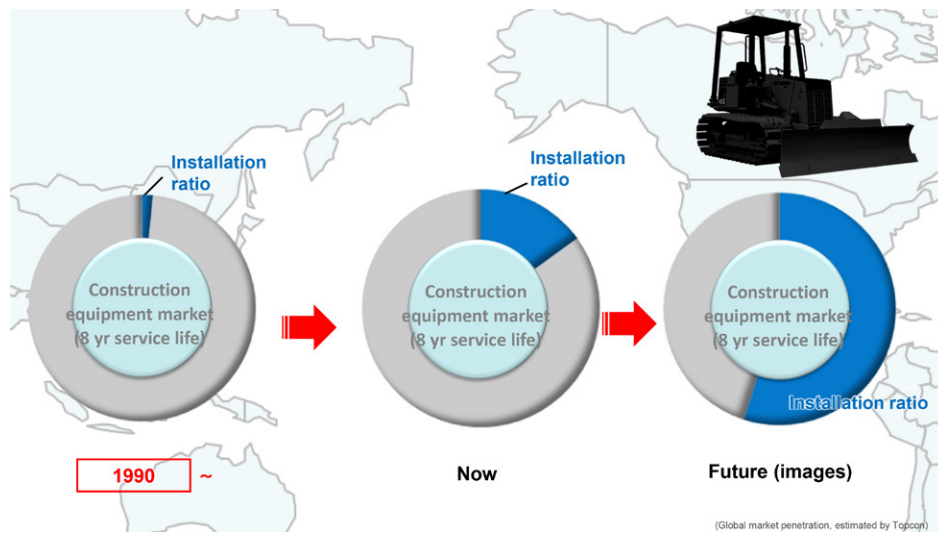 Installation
ratio
Construction
equipment market
(8 yr service life)
1990 ~
Installation
ratio
Construction
equipment market
(8 yr service life)
Now
Construction
equipment market
(8 yr service life)
Installation ratio
Future (images)
(Global market penetration, estimated by Topcon)